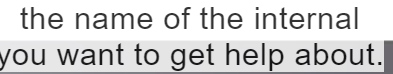 the name of the internal
you want to get help about.